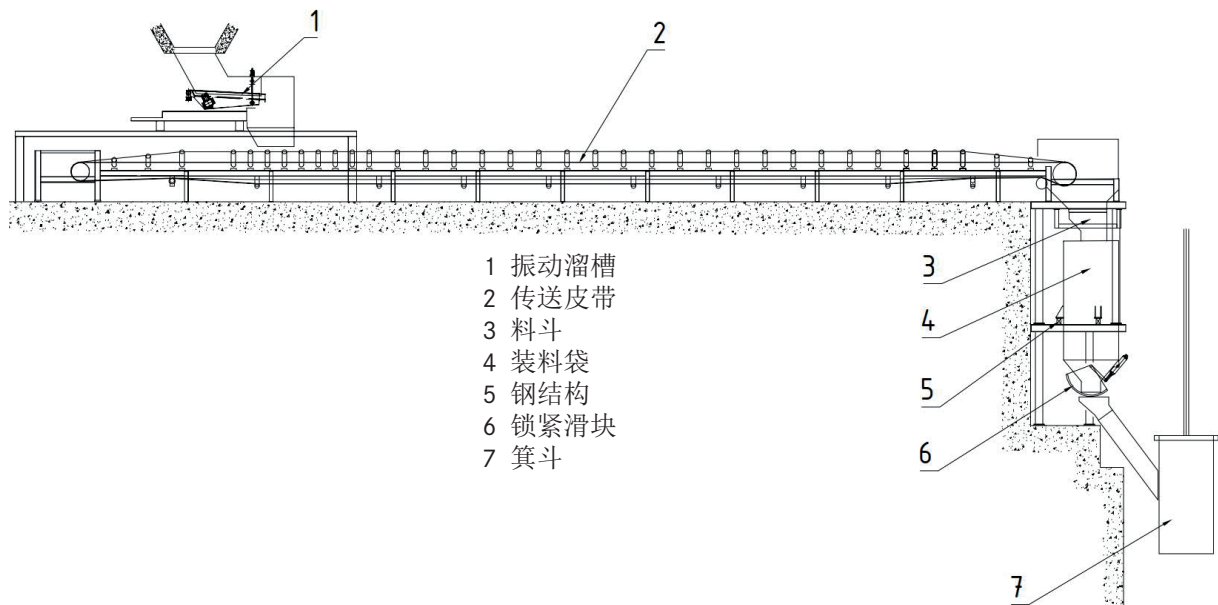 1
2
1 振动溜槽
2 传送皮带
3 料斗
4 装料袋
5 钢结构
6 锁紧滑块
7 箕斗
3
4
5
6
7